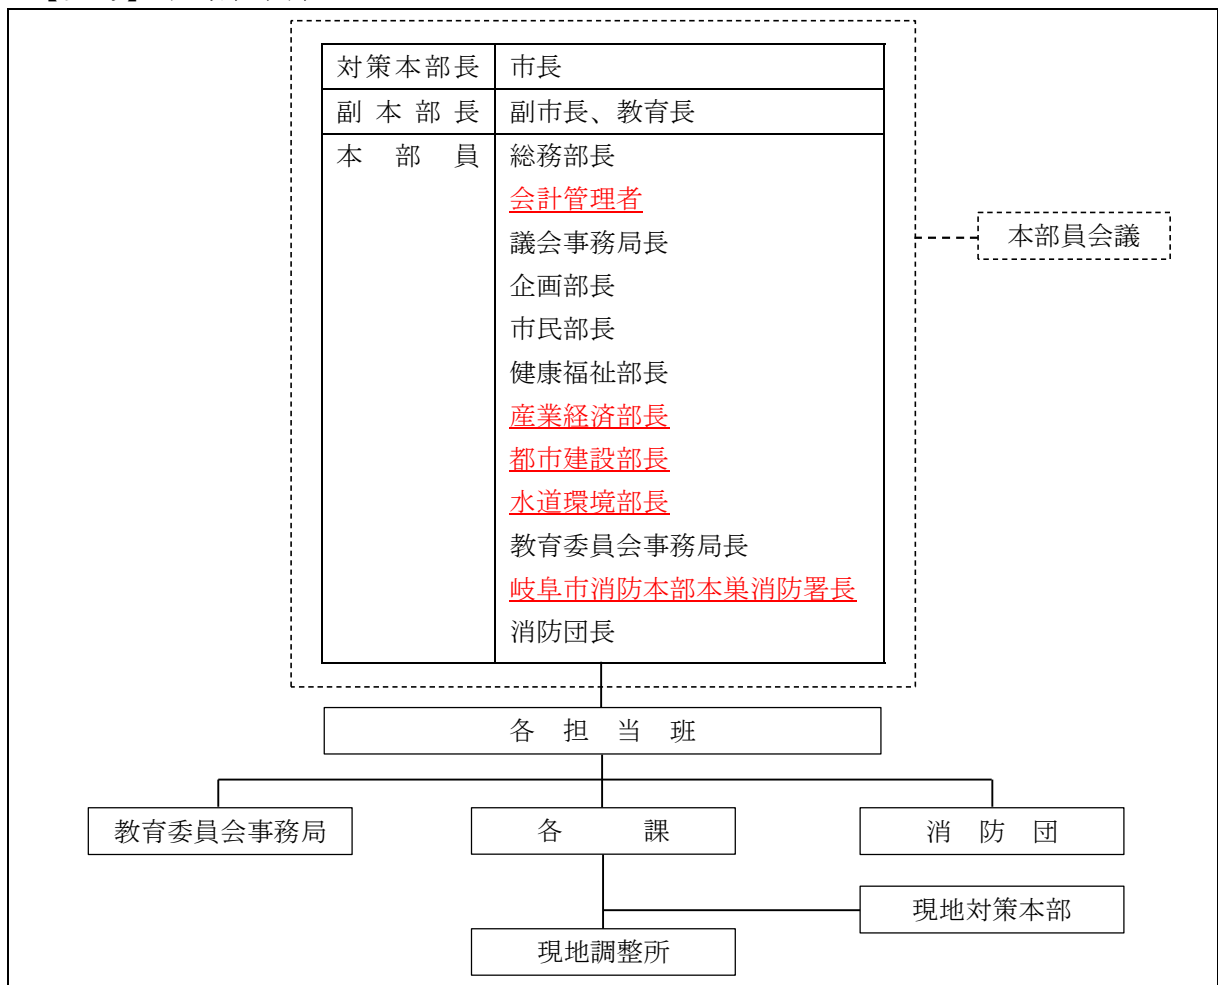 対策本部長 市長
副本部長 副市長、教育長
本部員 総務部長
会計管理者
議会事務局長
企画部長
市民部長
健康福祉部長
産業経済部長
都市建設部長
水道環境部長
教育委員会事務局長
岐阜市消防本部本巣消防署長
消防団長
本部員会議
各担当班
教育委員会事務局
各課
消防団
現地対策本部
現地調整所